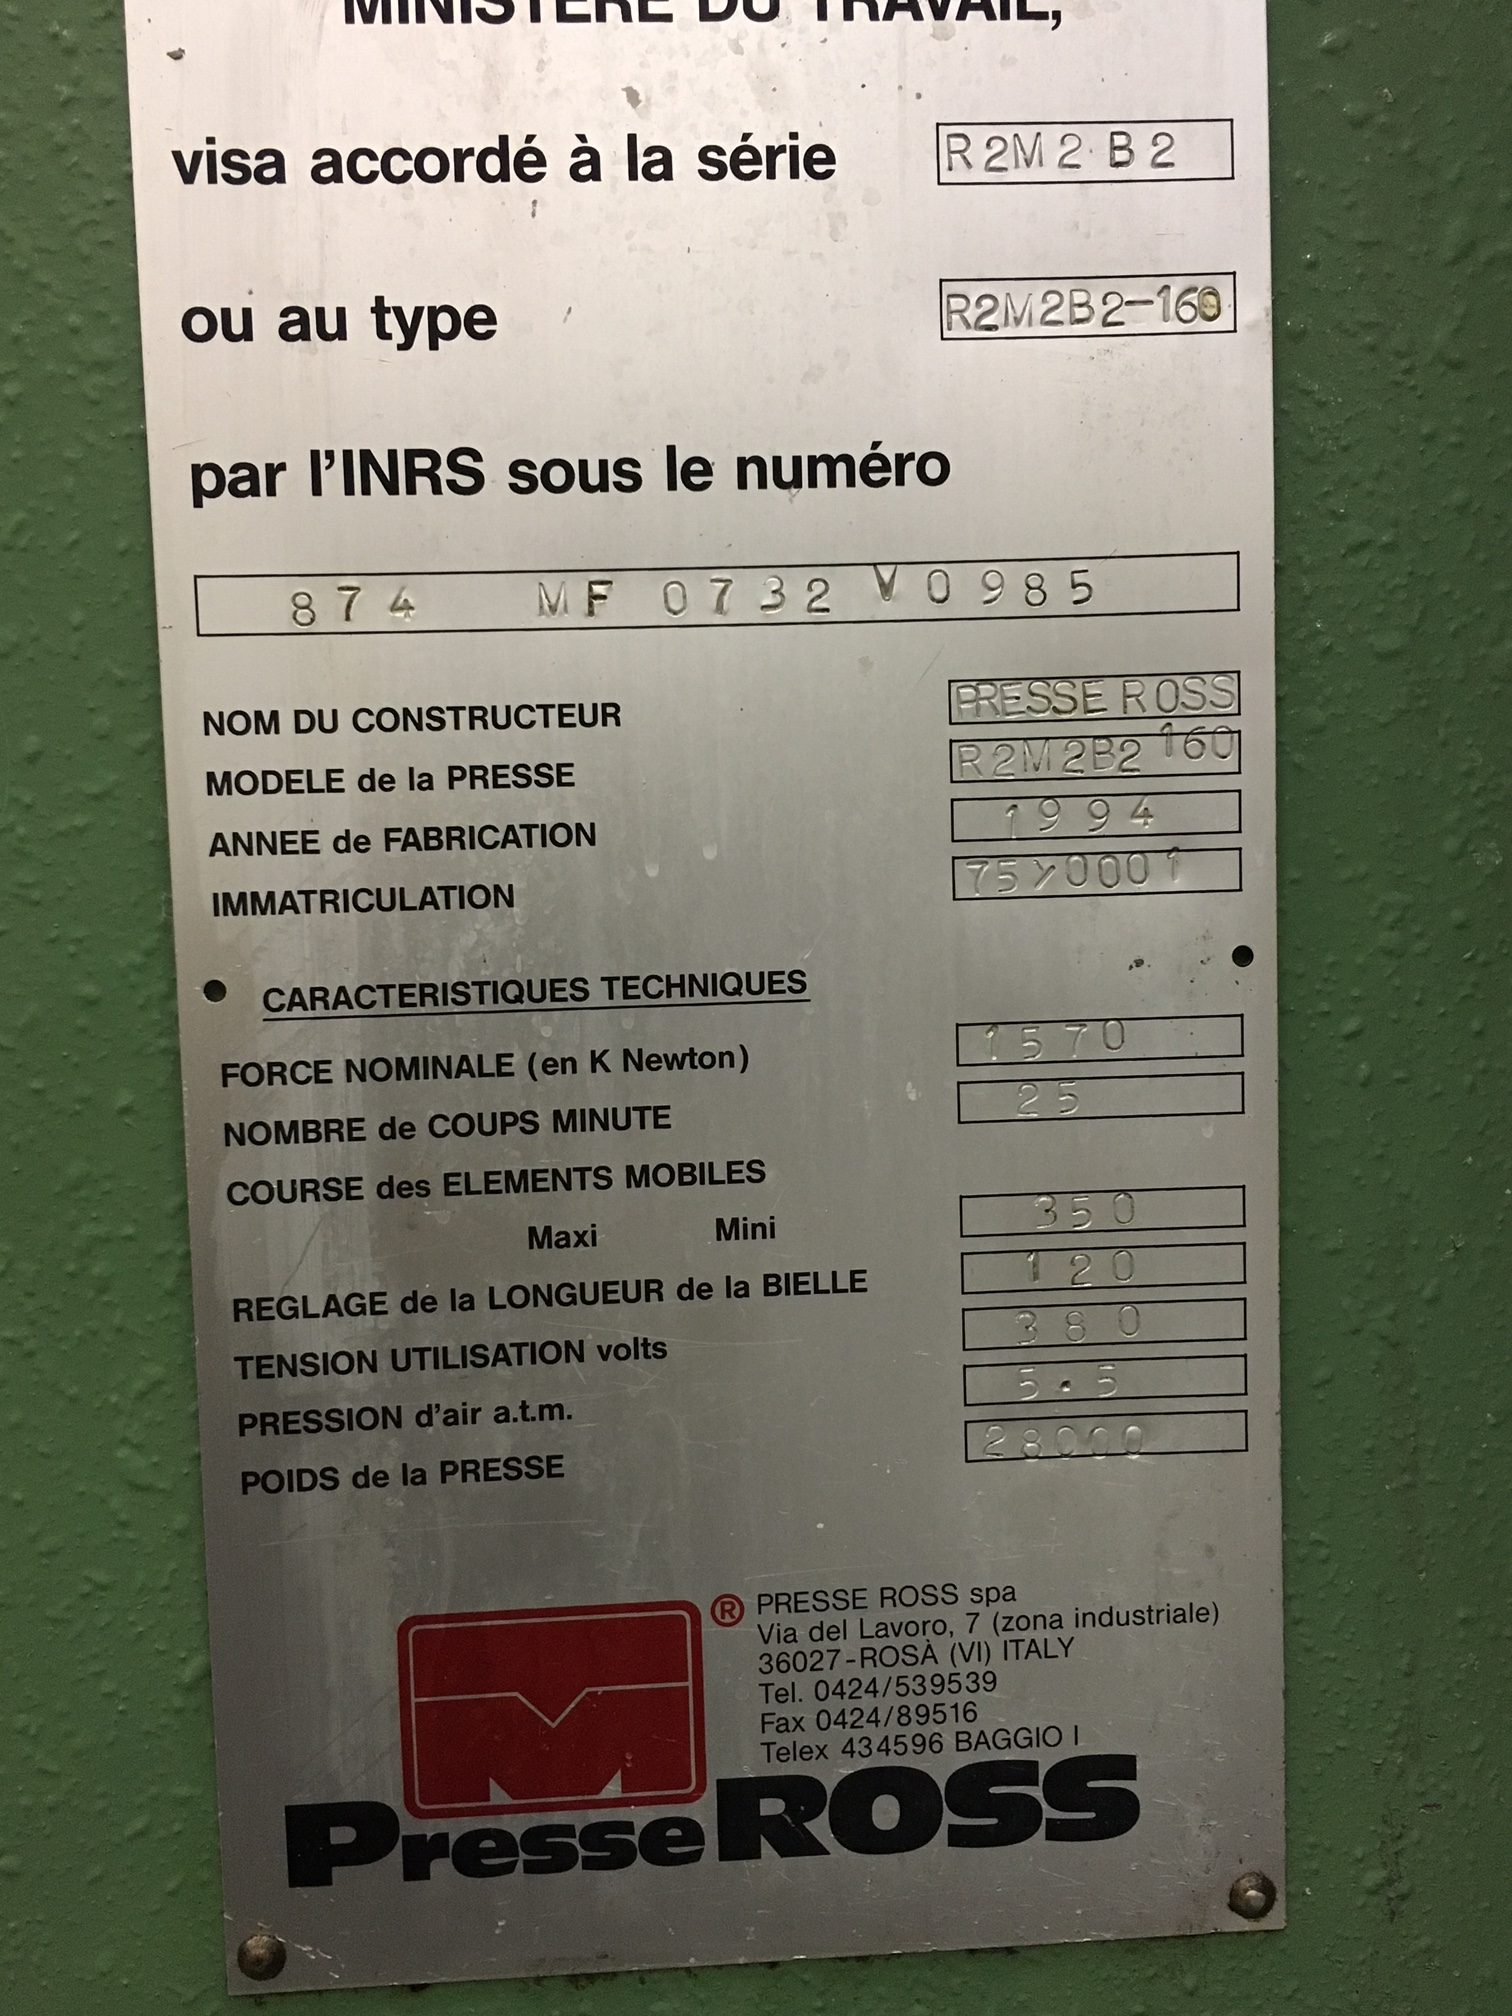 MINISTERE DU TRAVAIL,
visa accordé à la série R2M2 B2
ou au type R2M2B2-160
par l'INRS sous le numéro
874 MF 0732 V0985
NOM DU CONSTRUCTEUR PRESSE ROSS
MODELE de la PRESSE R2M2B2 160
ANNEE de FABRICATION 1994
IMMATRICULATION 75Y0001
CARACTERISTIQUES TECHNIQUES
FORCE NOMINALE (en K Newton) 1570
NOMBRE de COUPS MINUTE 25
COURSE des ELEMENTS MOBILES
Maxi Mini 350
REGLAGE de la LONGUEUR de la BIELLE 120
TENSION UTILISATION volts 380
PRESSION d'air a.t.m. 5.5
POIDS de la PRESSE 28000
® PRESSE ROSS spa
Via del Lavoro, 7 (zona industriale)
36027-ROSÀ (VI) ITALY
Tel. 0424/539539
Fax 0424/89516
Telex 434596 BAGGIO I
PresseROSS